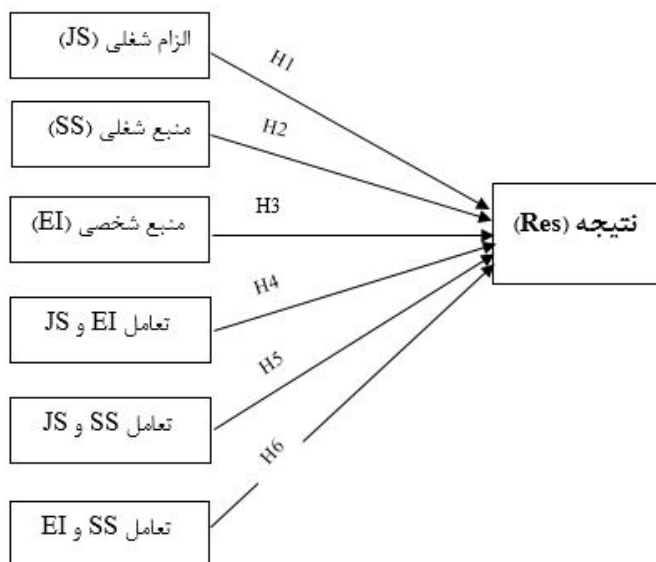 الزام شغلی (JS)
H1
منبع شغلی (SS)
H2
منبع شخصی (EI)
H3
نتیجه (Res)
تعامل EI و JS
H4
تعامل SS و JS
H5
تعامل SS و EI
H6